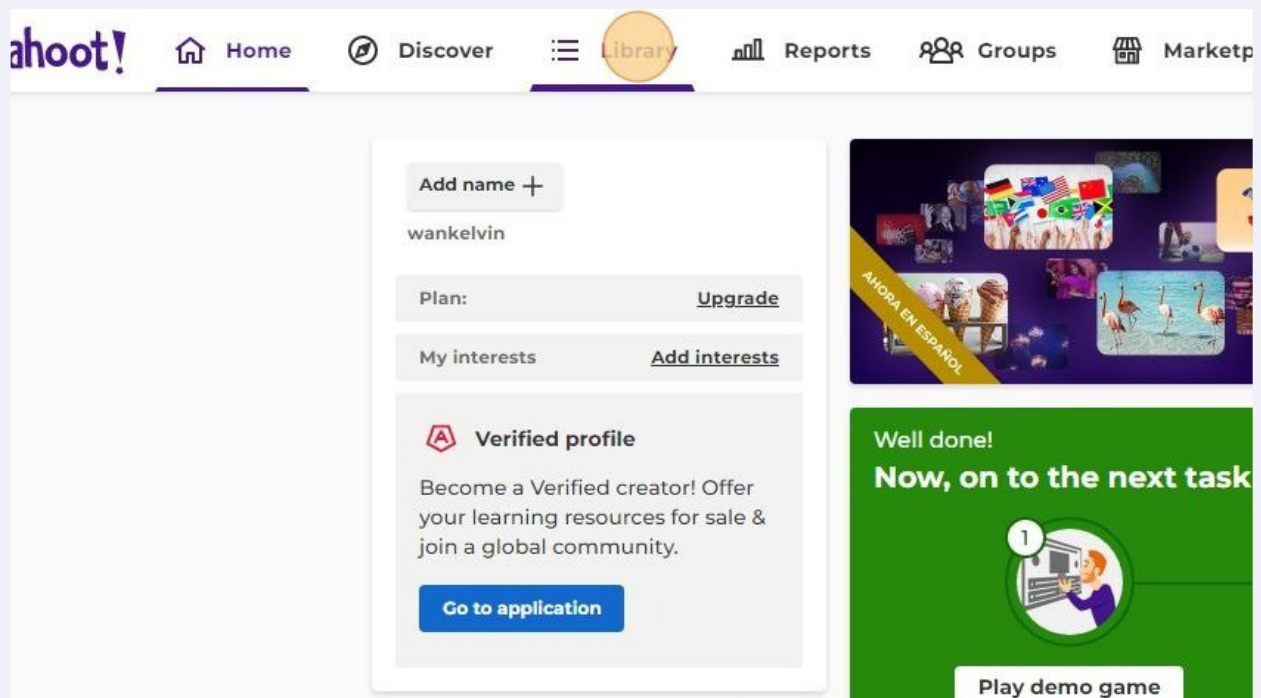 ahoot!
Home
Discover
Library
Reports
Groups
Marketp
Add name +
wankelvin
Plan:
Upgrade
My interests
Add interests
Verified profile
Become a Verified creator! Offer
your learning resources for sale &
join a global community.
Go to application
AHORA EN ESPAÑOL
Well done!
Now, on to the next task
1
Play demo game